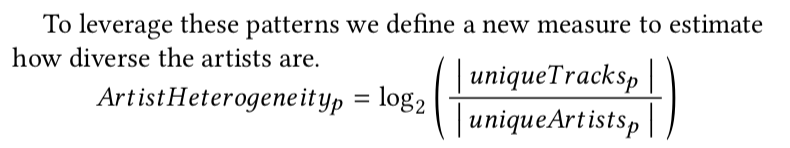 To leverage these patterns we define a new measure to estimate
how diverse the artists are.
ArtistHeterogeneity_p = log_2 ( | uniqueTracks_p | / | uniqueArtists_p | )